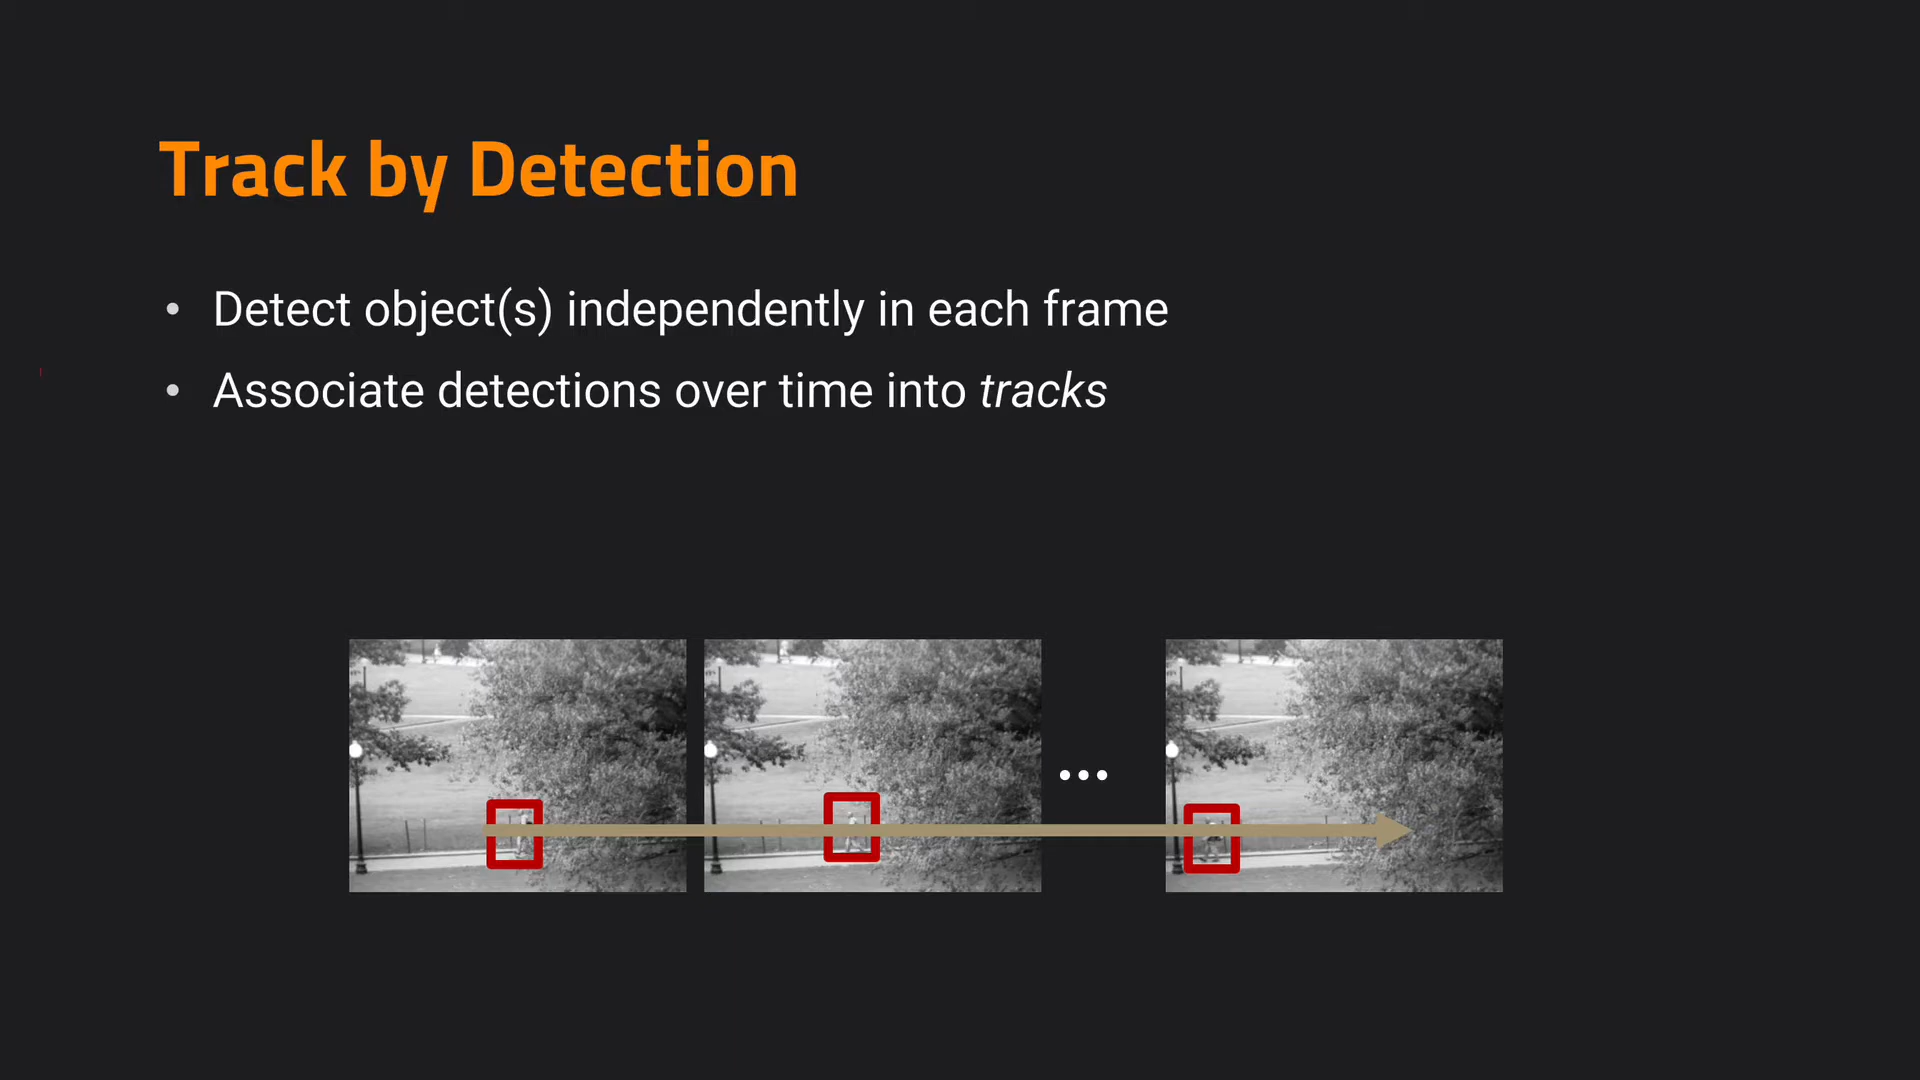 Track by Detection
• Detect object(s) independently in each frame
• Associate detections over time into tracks
...